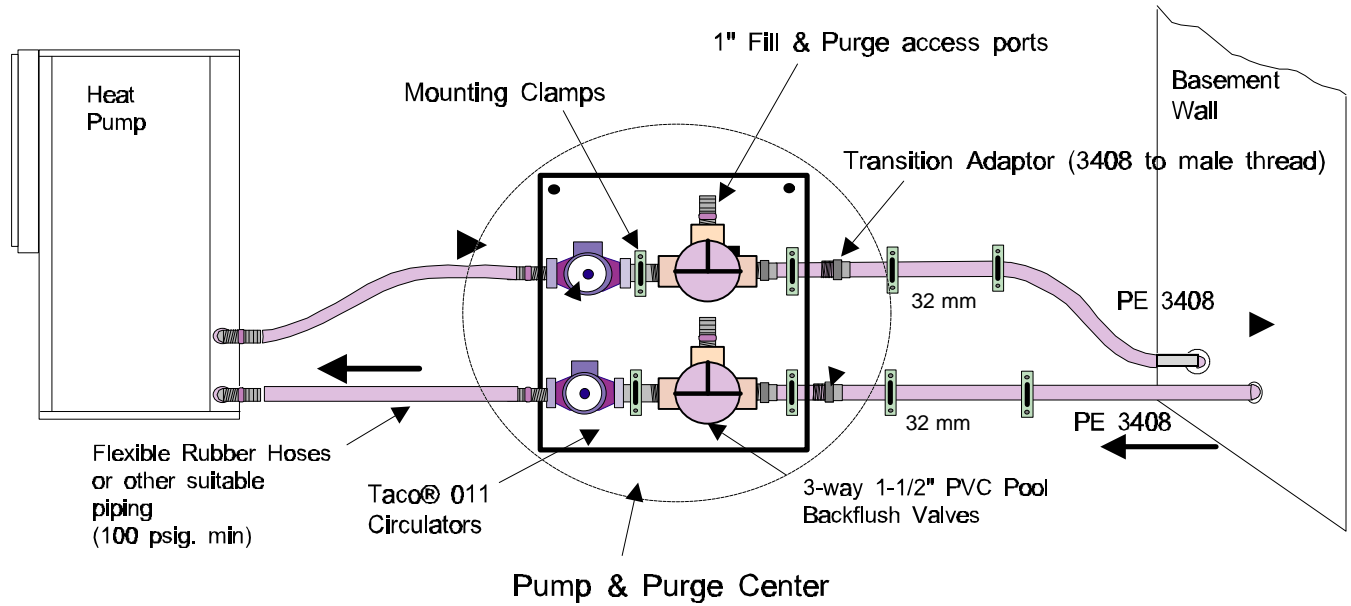 1" Fill & Purge access ports
Heat
Pump
Mounting Clamps
Basement
Wall
Transition Adaptor (3408 to male thread)
32 mm
PE 3408
32 mm
PE 3408
Flexible Rubber Hoses
or other suitable
piping
(100 psig. min)
Taco® 011
Circulators
3-way 1-1/2" PVC Pool
Backflush Valves
Pump & Purge Center